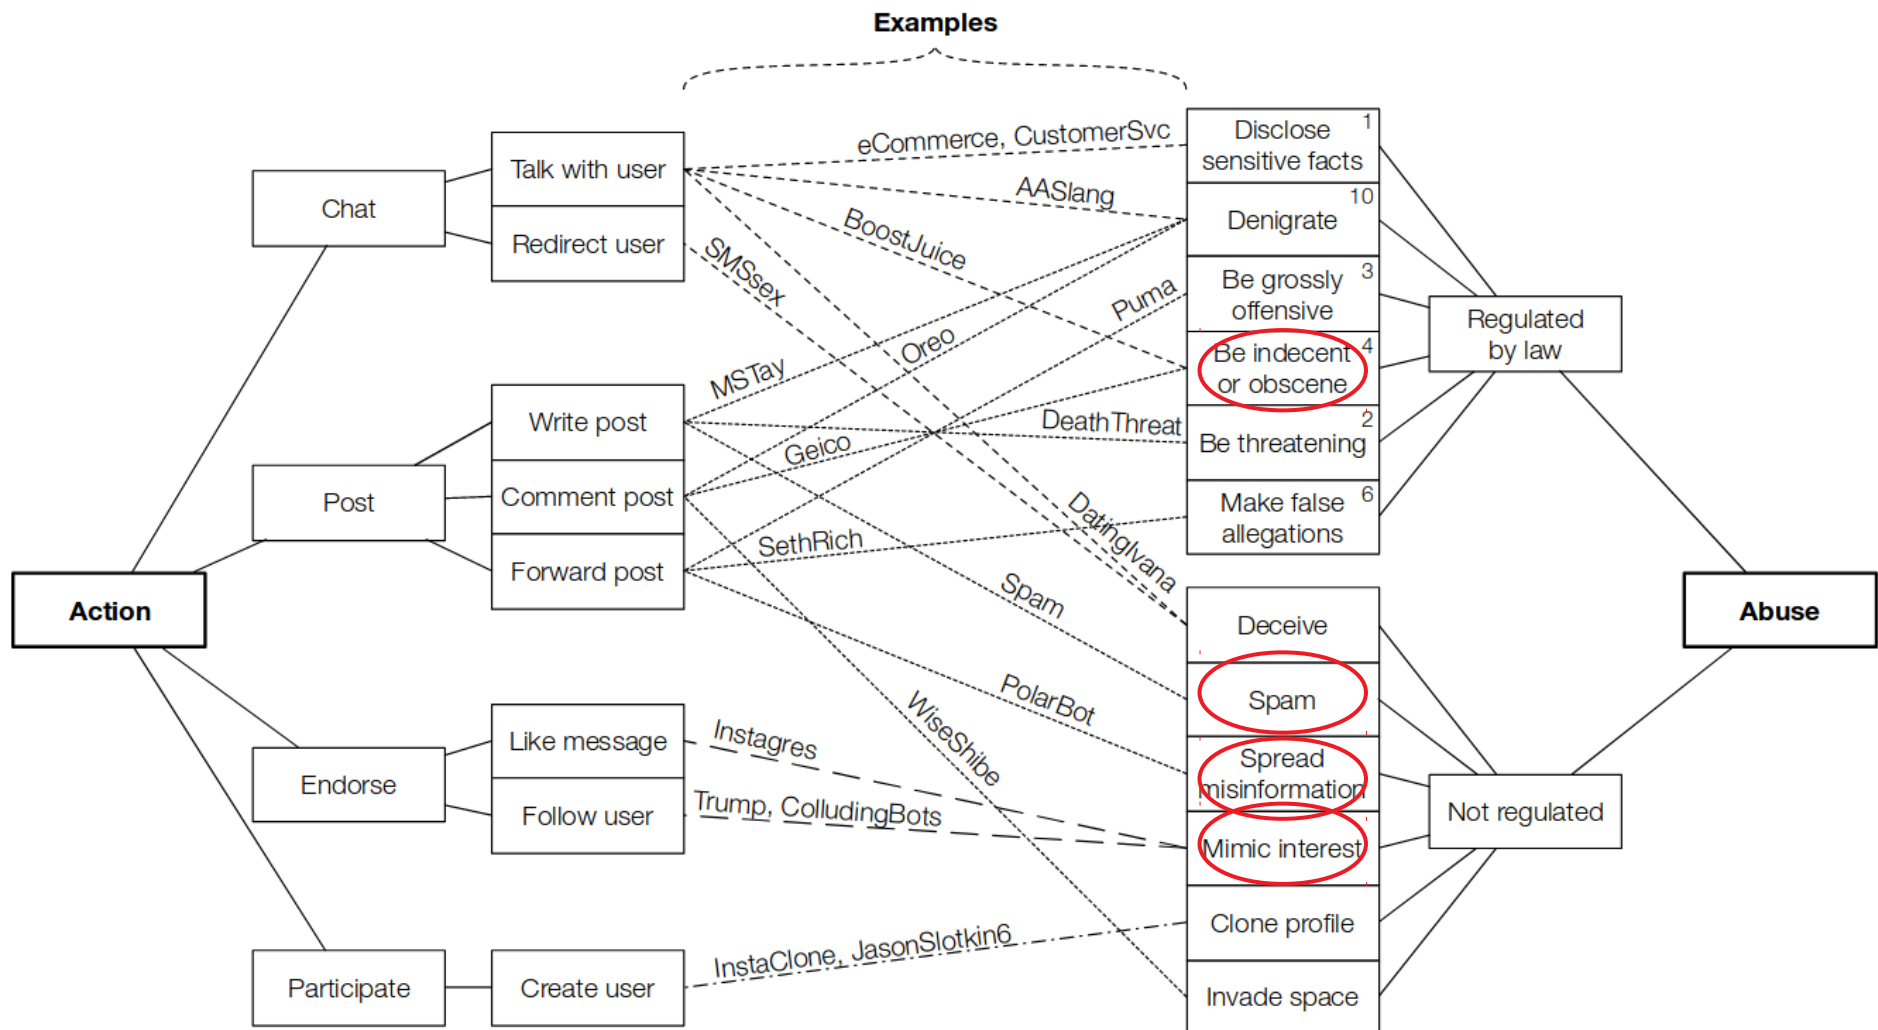 Examples
eCommerce, CustomerSvc
AASlang
BoostJuice
SMSsex
Puma
Oreo
MSTay
DeathThreat
Geico
DatingIvana
SethRich
Spam
PolarBot
WiseShibe
Instagres
Trump, ColludingBots
InstaClone, JasonSlotkin6
Action
Chat
Post
Endorse
Participate
Talk with user
Redirect user
Write post
Comment post
Forward post
Like message
Follow user
Create user
Disclose 1
sensitive facts
Denigrate 10
Be grossly 3
offensive
Be indecent 4
or obscene
Be threatening 2
Make false 6
allegations
Deceive
Spam
Spread
misinformation
Mimic interest
Clone profile
Invade space
Regulated
by law
Not regulated
Abuse